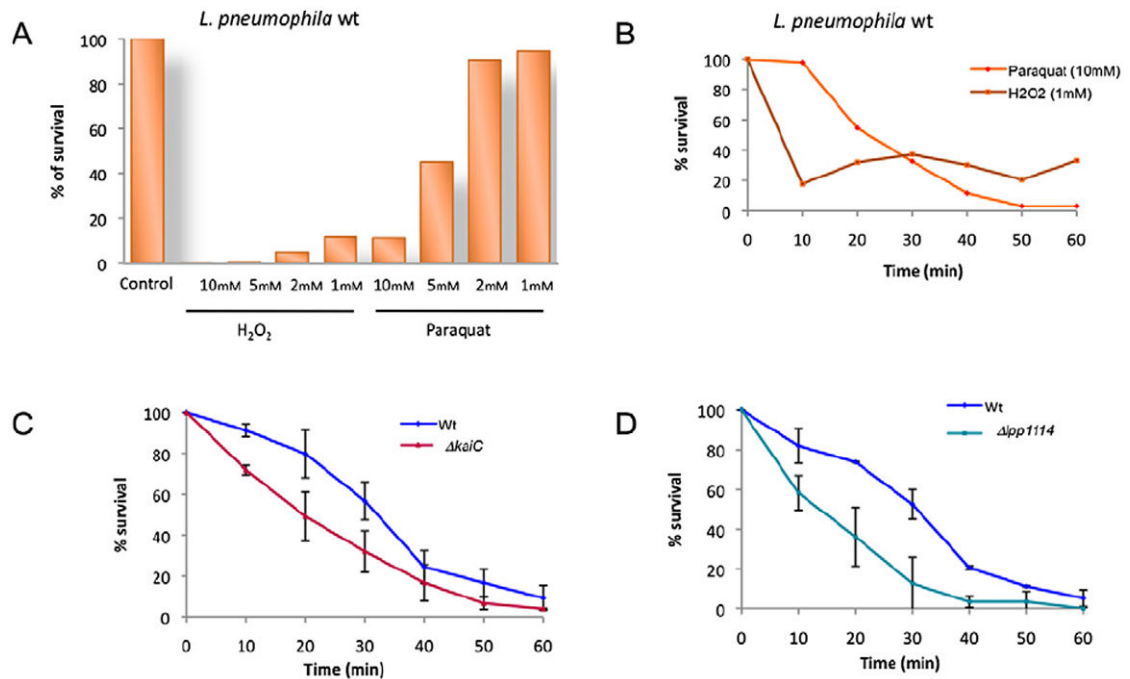 A
L. pneumophila wt
100
80
60
40
20
0
% of survival
Control
10mM 5mM 2mM 1mM 10mM 5mM 2mM 1mM
H₂O₂ Paraquat
B
L. pneumophila wt
100
80
60
40
20
0
% survival
Paraquat (10mM)
H2O2 (1mM)
0 10 20 30 40 50 60
Time (min)
C
100
80
60
40
20
0
% survival
Wt
ΔkaiC
0 10 20 30 40 50 60
Time (min)
D
100
80
60
40
20
0
% survival
Wt
Δlpp1114
0 10 20 30 40 50 60
Time (min)